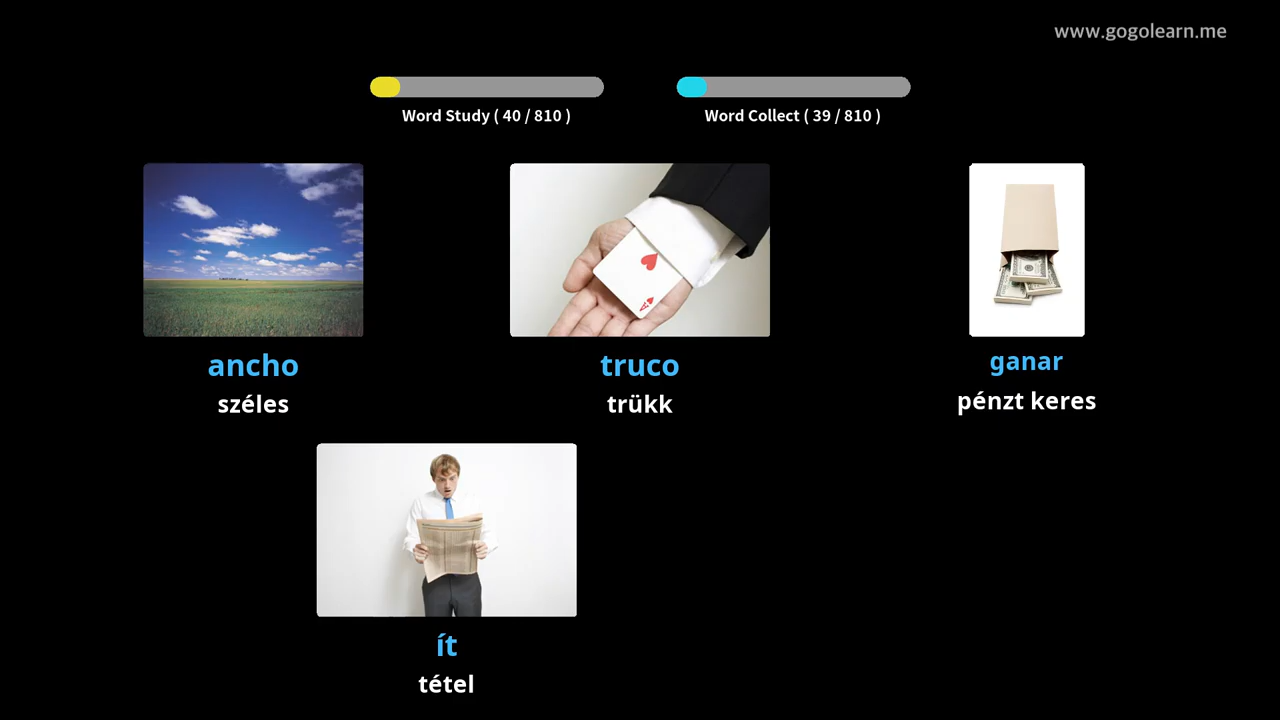 www.gogolearn.me
Word Study ( 40 / 810 )
Word Collect ( 39 / 810 )
ancho
széles
truco
trükk
ganar
pénzt keres
ít
tétel